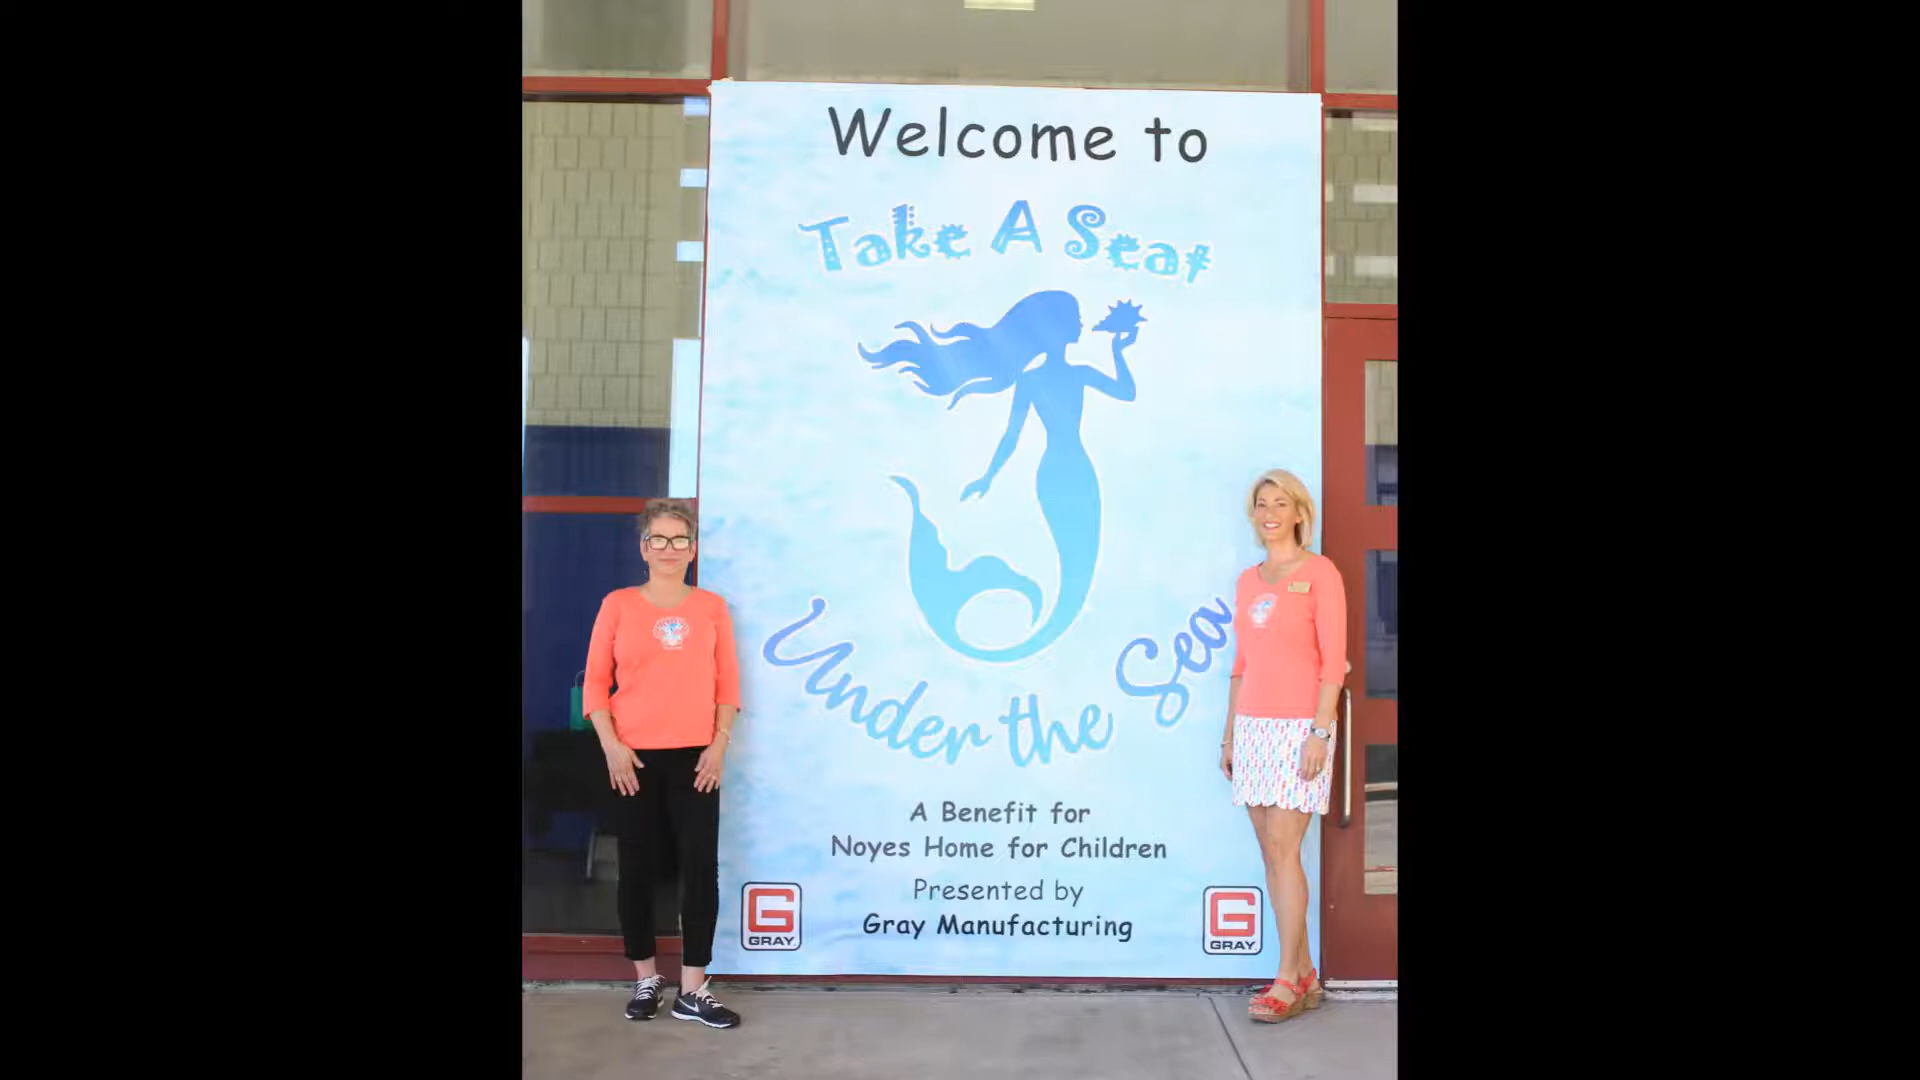 Welcome to
Take A Seat
Under the Sea
A Benefit for
Noyes Home for Children
Presented by
Gray Manufacturing
G
GRAY
G
GRAY